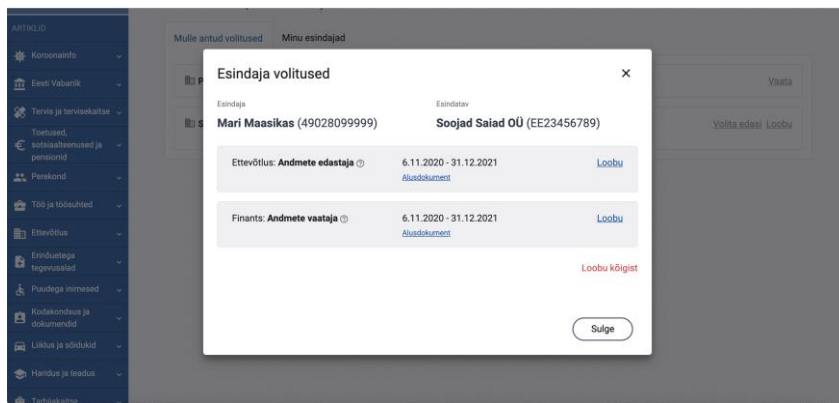 ARTIKLID
Koroonainfo
Eesti Vabariik
Tervis ja tervisekaitse
Toetused,
sotsiaalteenused ja
pensionid
Perekond
Töö ja töösuhted
Ettevõtlus
Erinõuetega
tegevusalad
Puudega inimesed
Kodakondsus ja
dokumendid
Liiklus ja sõidukid
Haridus ja teadus
Tarbijakaitse
Mulle antud volitused
Minu esindajad
P
Vaata
S
Volita edasi Loobu
Esindaja volitused
Esindaja
Esindatav
Mari Maasikas (49028099999)
Soojad Saiad OÜ (EE23456789)
Ettevõtlus: Andmete edastaja
6.11.2020 - 31.12.2021
Loobu
Alusdokument
Finants: Andmete vaataja
6.11.2020 - 31.12.2021
Loobu
Alusdokument
Loobu kõigist
Sulge